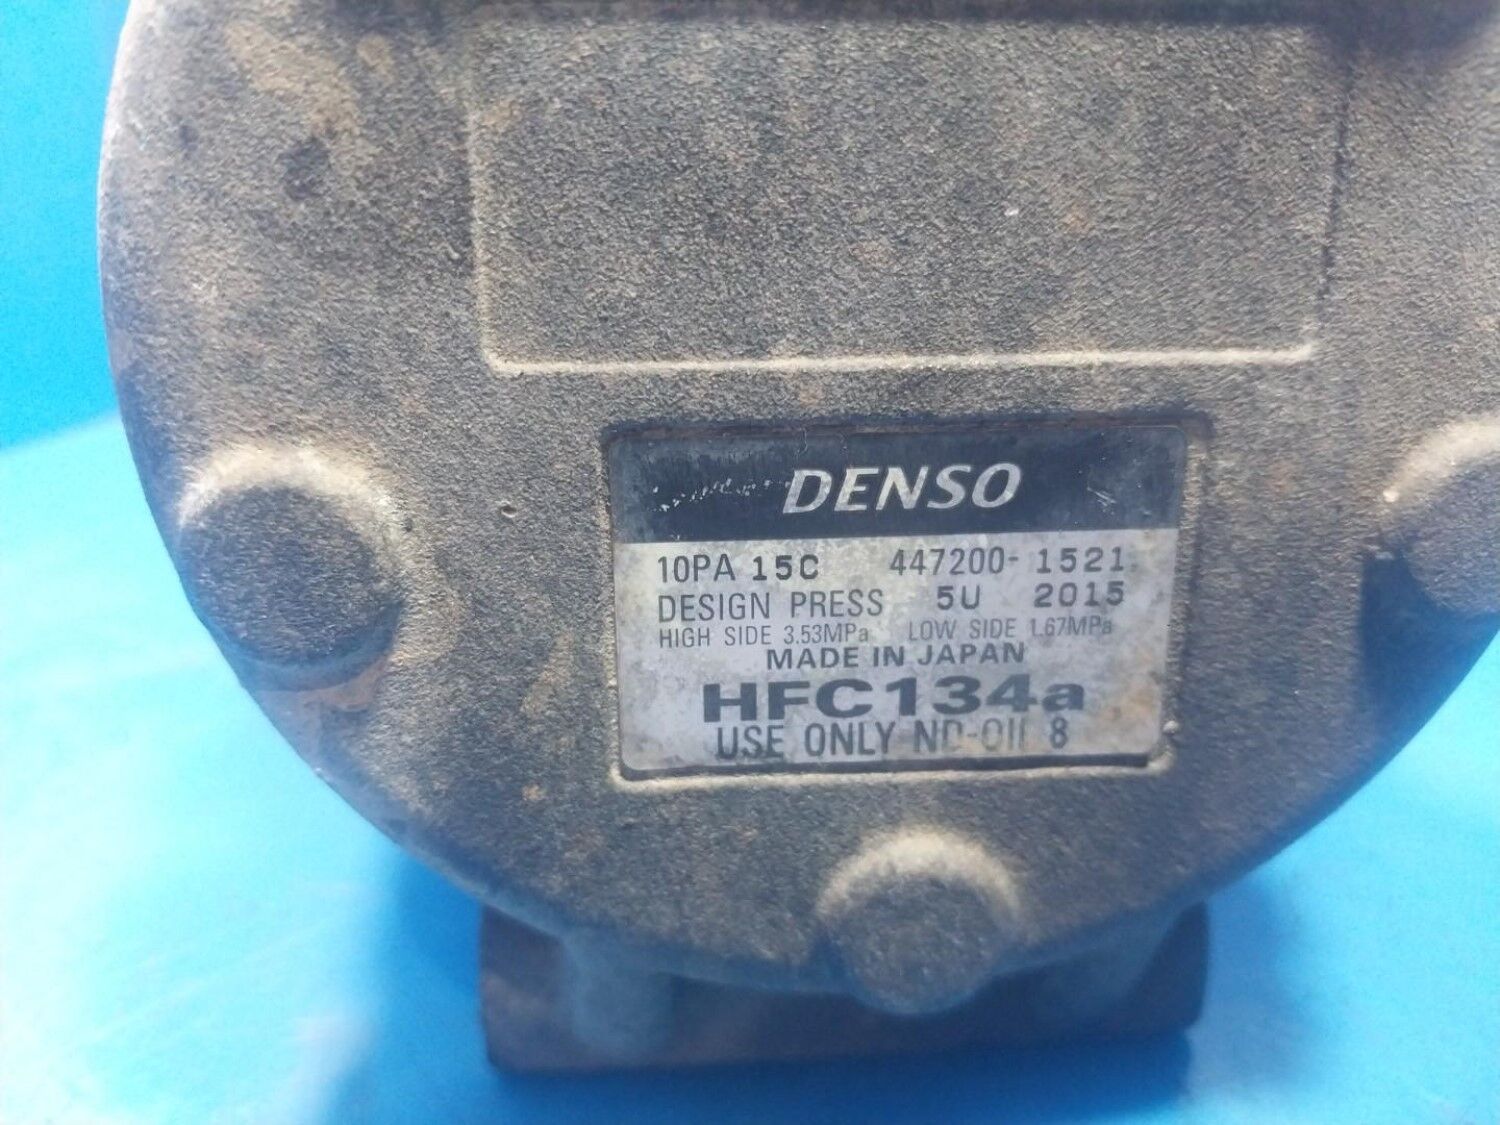 DENSO
10PA 15C 447200-1521
DESIGN PRESS 5U 2015
HIGH SIDE 3.53MPa LOW SIDE 1.67MPa
MADE IN JAPAN
HFC134a
USE ONLY ND-OIL 8